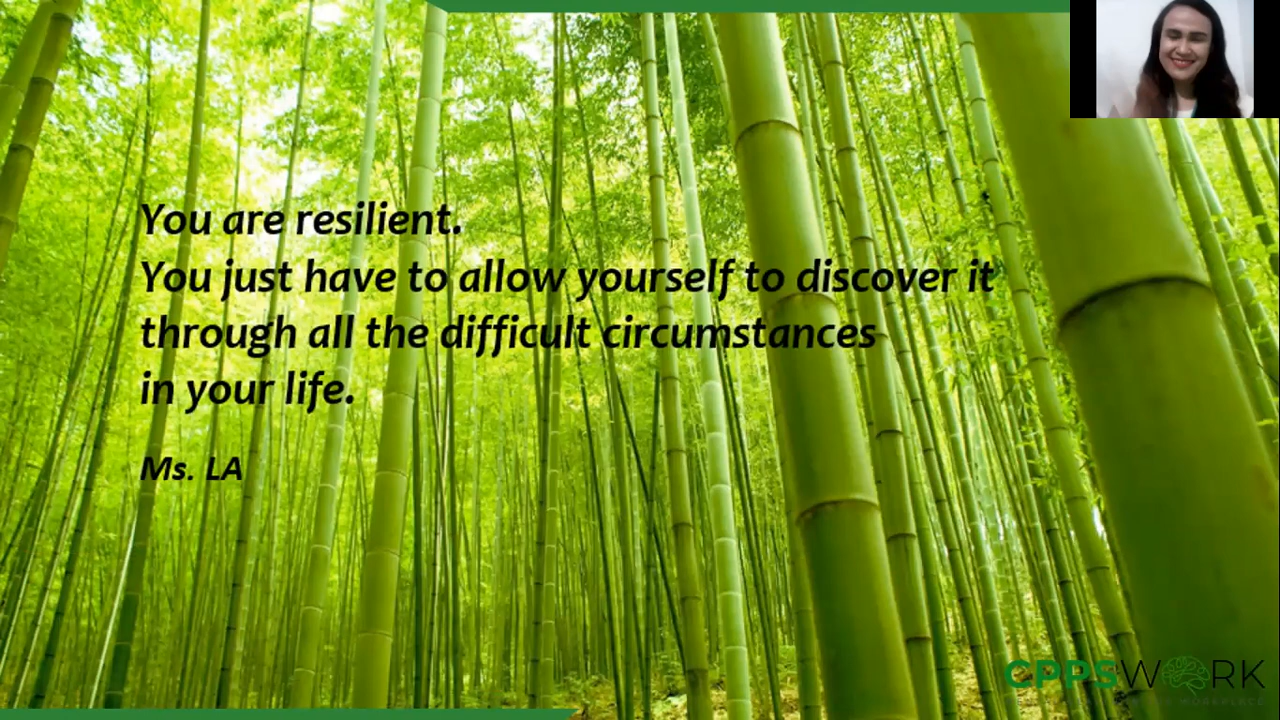 You are resilient.
You just have to allow yourself to discover it
through all the difficult circumstances
in your life.
Ms. LA
CPPSWORK